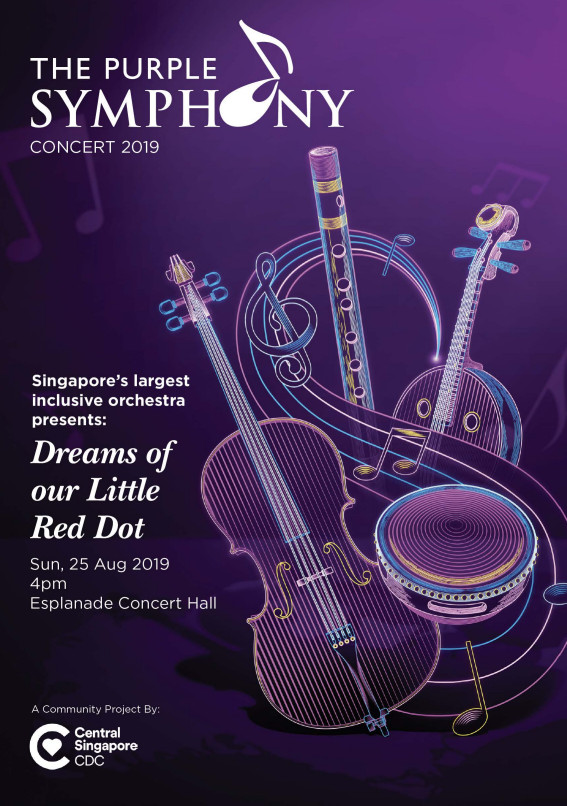 THE PURPLE
SYMPHONY
CONCERT 2019
Singapore's largest
inclusive orchestra
presents:
Dreams of
our Little
Red Dot
Sun, 25 Aug 2019
4pm
Esplanade Concert Hall
A Community Project By:
Central
Singapore
CDC